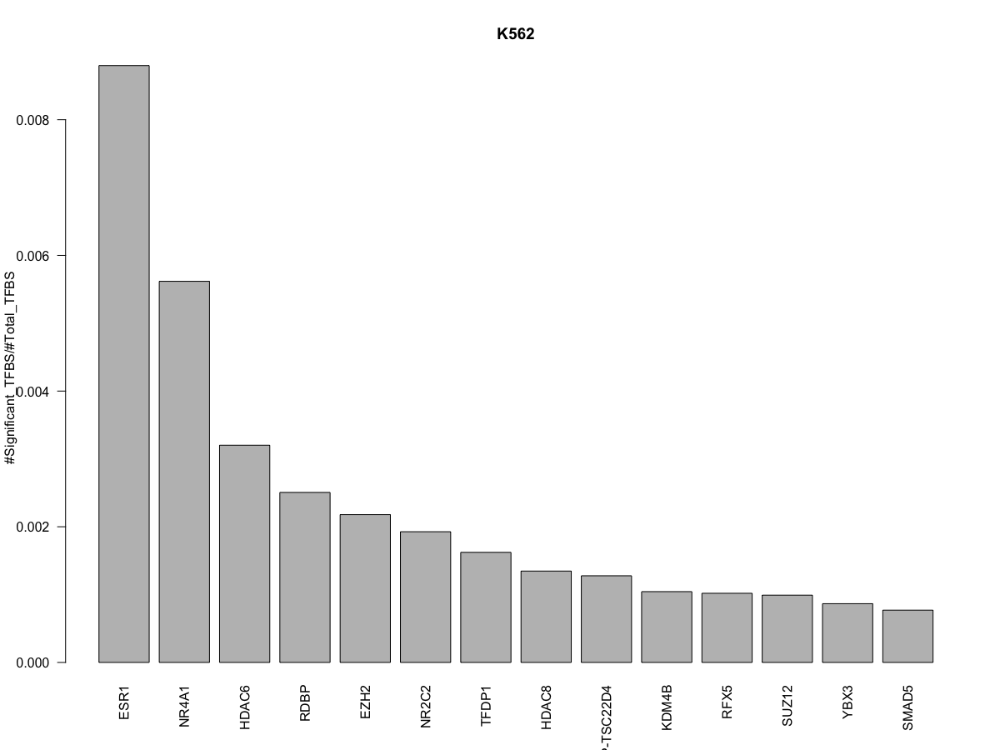 K562
#Significant_TFBS/#Total_TFBS
0.008
0.006
0.004
0.002
0.000
ESR1
NR4A1
HDAC6
RDBP
EZH2
NR2C2
TFDP1
HDAC8
P-TSC22D4
KDM4B
RFX5
SUZ12
YBX3
SMAD5